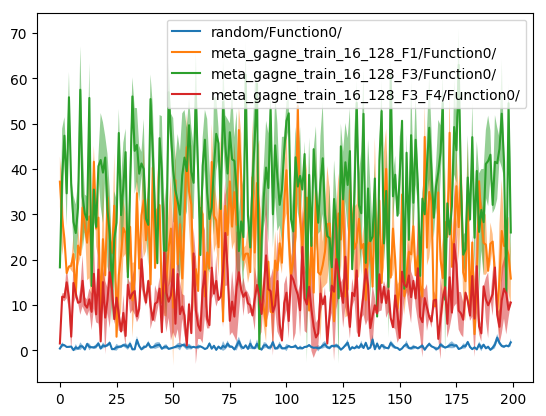 random/Function0/
meta_gagne_train_16_128_F1/Function0/
meta_gagne_train_16_128_F3/Function0/
meta_gagne_train_16_128_F3_F4/Function0/
70
60
50
40
30
20
10
0
0 25 50 75 100 125 150 175 200